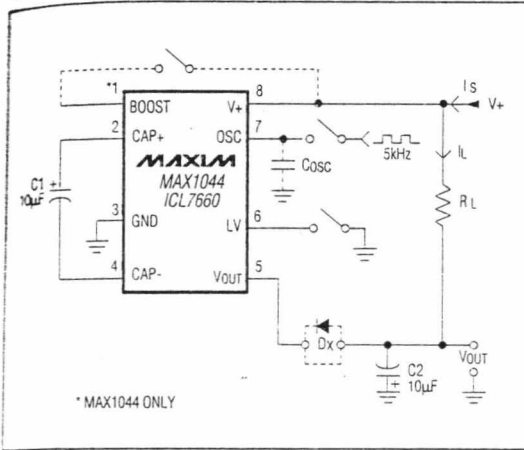 *1
BOOST
V+
8
IS
V+
2
CAP+
OSC
7
5kHz
IL
MAXIM
COSC
C1
+
10µF
MAX1044
ICL7660
RL
3
GND
LV
6
4
CAP-
VOUT
5
DX
VOUT
C2
+
10µF
* MAX1044 ONLY